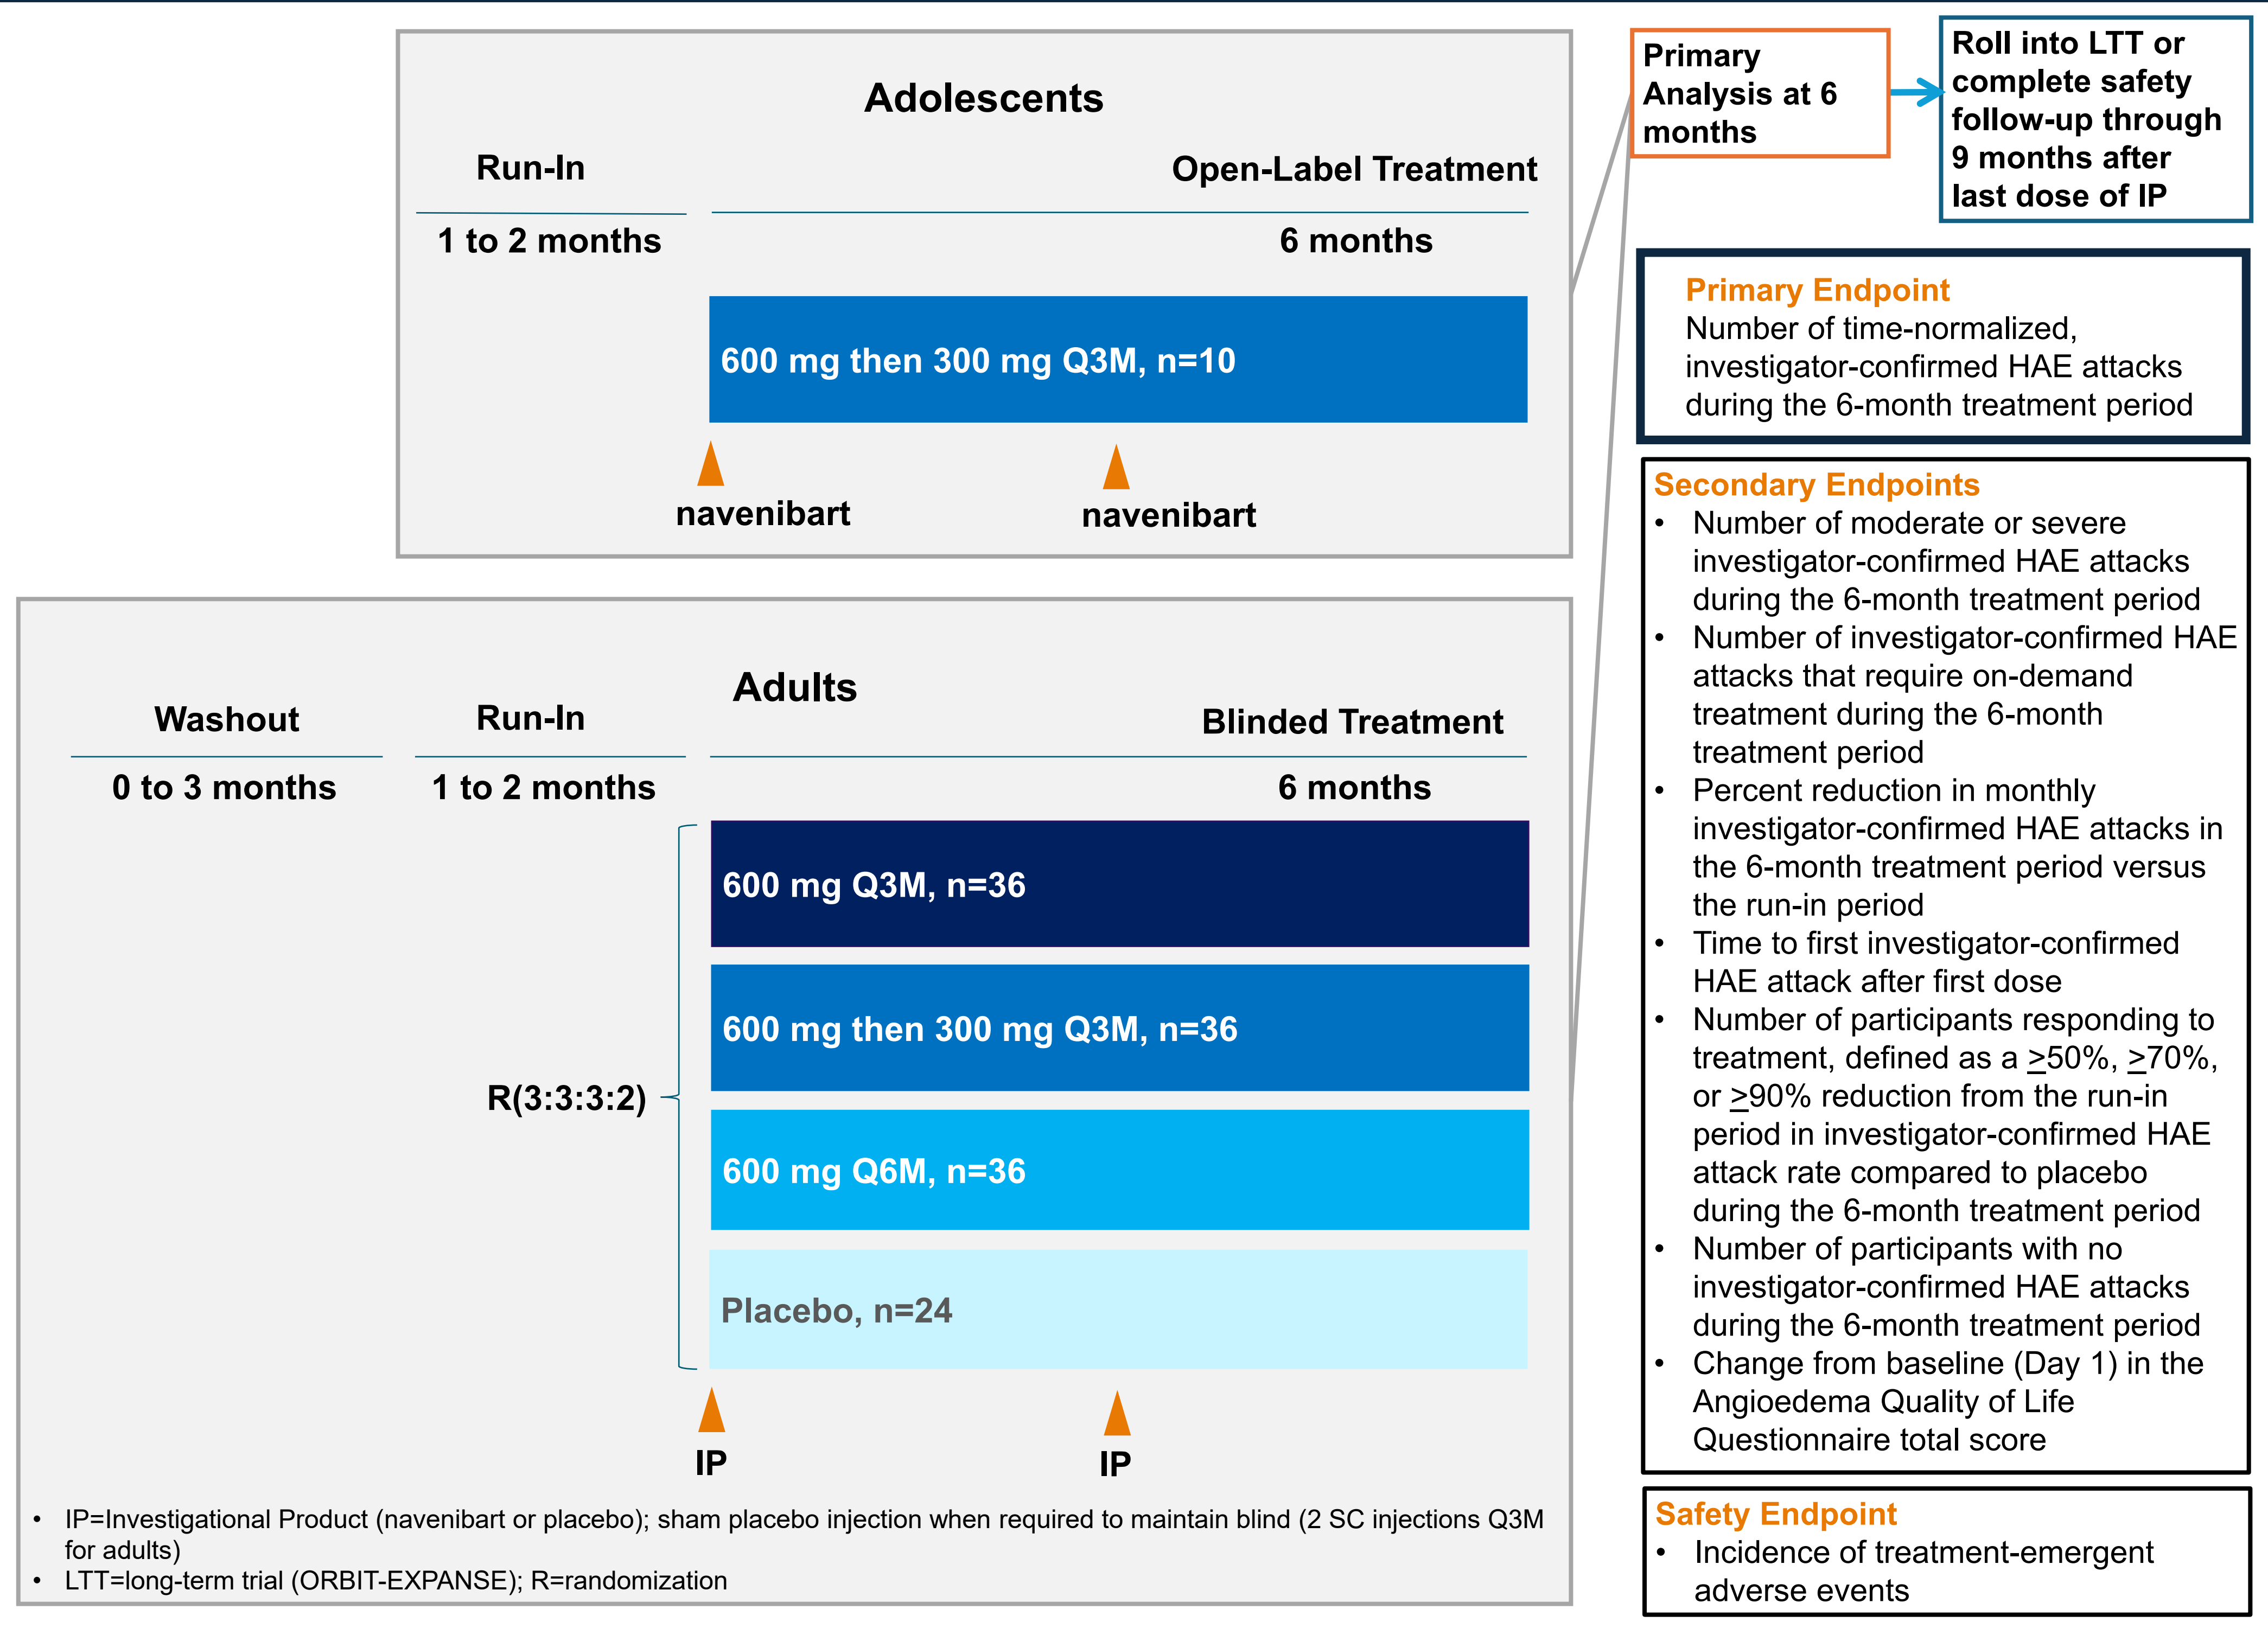 Adolescents
Run-In
Open-Label Treatment
1 to 2 months
6 months
600 mg then 300 mg Q3M, n=10
navenibart
navenibart
Adults
Washout
Run-In
Blinded Treatment
0 to 3 months
1 to 2 months
6 months
R(3:3:3:2)
600 mg Q3M, n=36
600 mg then 300 mg Q3M, n=36
600 mg Q6M, n=36
Placebo, n=24
IP
IP
• IP=Investigational Product (navenibart or placebo); sham placebo injection when required to maintain blind (2 SC injections Q3M
for adults)
• LTT=long-term trial (ORBIT-EXPANSE); R=randomization
Primary
Analysis at 6
months
Roll into LTT or
complete safety
follow-up through
9 months after
last dose of IP
Primary Endpoint
Number of time-normalized,
investigator-confirmed HAE attacks
during the 6-month treatment period
Secondary Endpoints
• Number of moderate or severe
investigator-confirmed HAE attacks
during the 6-month treatment period
• Number of investigator-confirmed HAE
attacks that require on-demand
treatment during the 6-month
treatment period
• Percent reduction in monthly
investigator-confirmed HAE attacks in
the 6-month treatment period versus
the run-in period
• Time to first investigator-confirmed
HAE attack after first dose
• Number of participants responding to
treatment, defined as a ≥50%, ≥70%,
or ≥90% reduction from the run-in
period in investigator-confirmed HAE
attack rate compared to placebo
during the 6-month treatment period
• Number of participants with no
investigator-confirmed HAE attacks
during the 6-month treatment period
• Change from baseline (Day 1) in the
Angioedema Quality of Life
Questionnaire total score
Safety Endpoint
• Incidence of treatment-emergent
adverse events